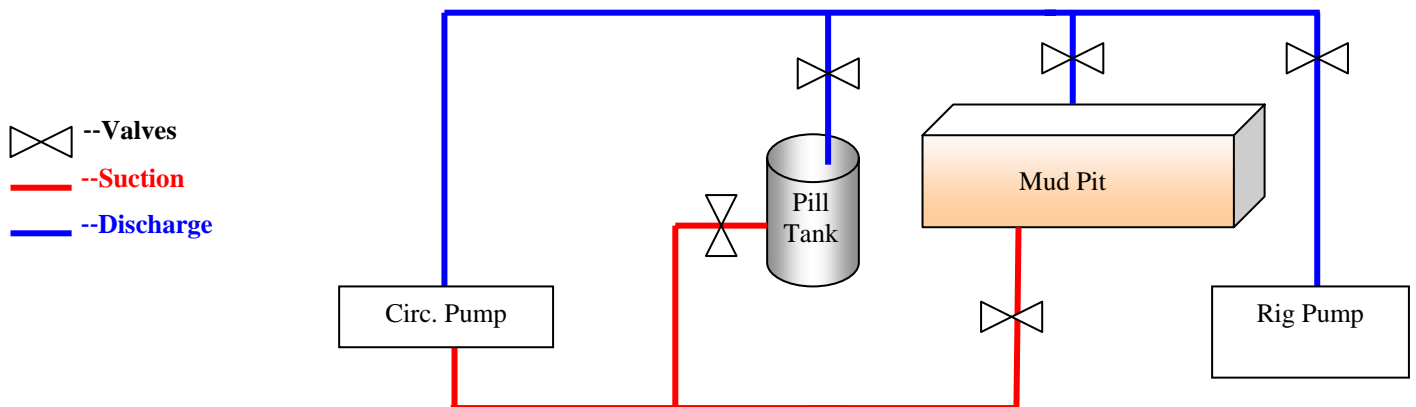 --Valves
--Suction
--Discharge
Pill
Tank
Mud Pit
Circ. Pump
Rig Pump